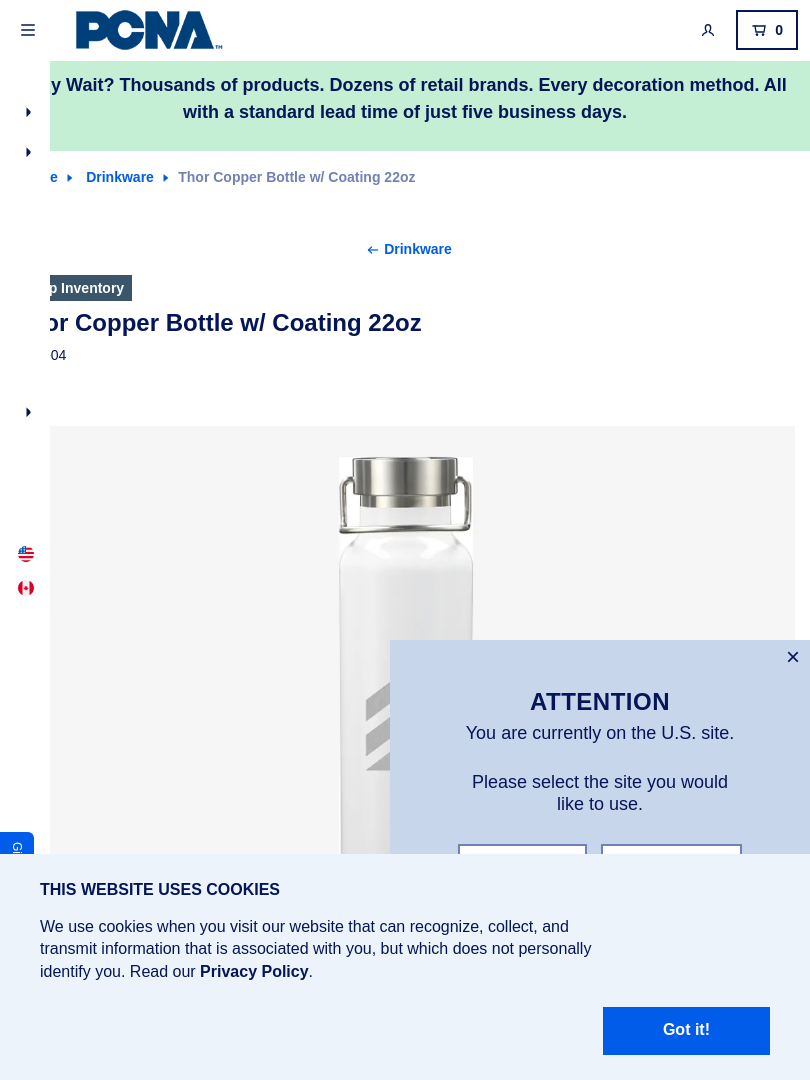 PCNA
TM
0
y Wait? Thousands of products. Dozens of retail brands. Every decoration method. All
with a standard lead time of just five business days.
e Drinkware Thor Copper Bottle w/ Coating 22oz
Drinkware
p Inventory
or Copper Bottle w/ Coating 22oz
04
ATTENTION
You are currently on the U.S. site.
Please select the site you would
like to use.
THIS WEBSITE USES COOKIES
We use cookies when you visit our website that can recognize, collect, and
transmit information that is associated with you, but which does not personally
identify you. Read our Privacy Policy.
Got it!